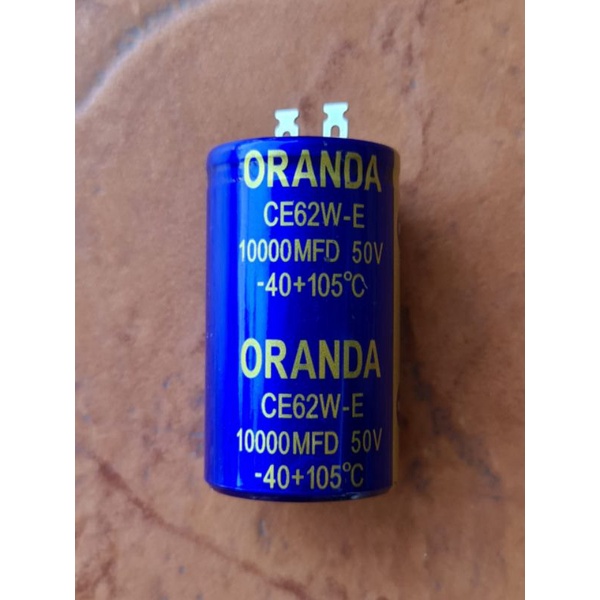 ORANDA
CE62W-E
10000MFD 50V
-40+105°C
ORANDA
CE62W-E
10000MFD 50V
-40+105°C